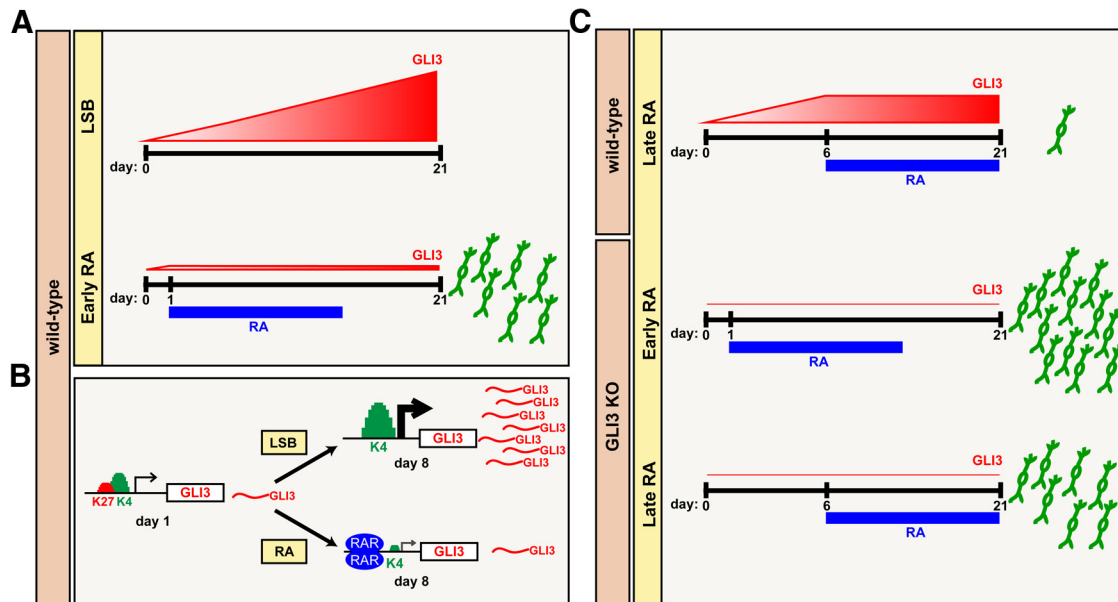 A
wild-type
LSB
GLI3
day: 0
21
Early RA
GLI3
day: 0
1
21
RA
B
K27 K4
GLI3
GLI3
day 1
LSB
K4
GLI3
day 8
GLI3
GLI3
GLI3
GLI3
GLI3
GLI3
GLI3
RA
RAR
RAR
K4
GLI3
GLI3
day 8
C
wild-type
Late RA
GLI3
day: 0
6
21
RA
GLI3 KO
Early RA
GLI3
day: 0
1
21
RA
Late RA
GLI3
day: 0
6
21
RA